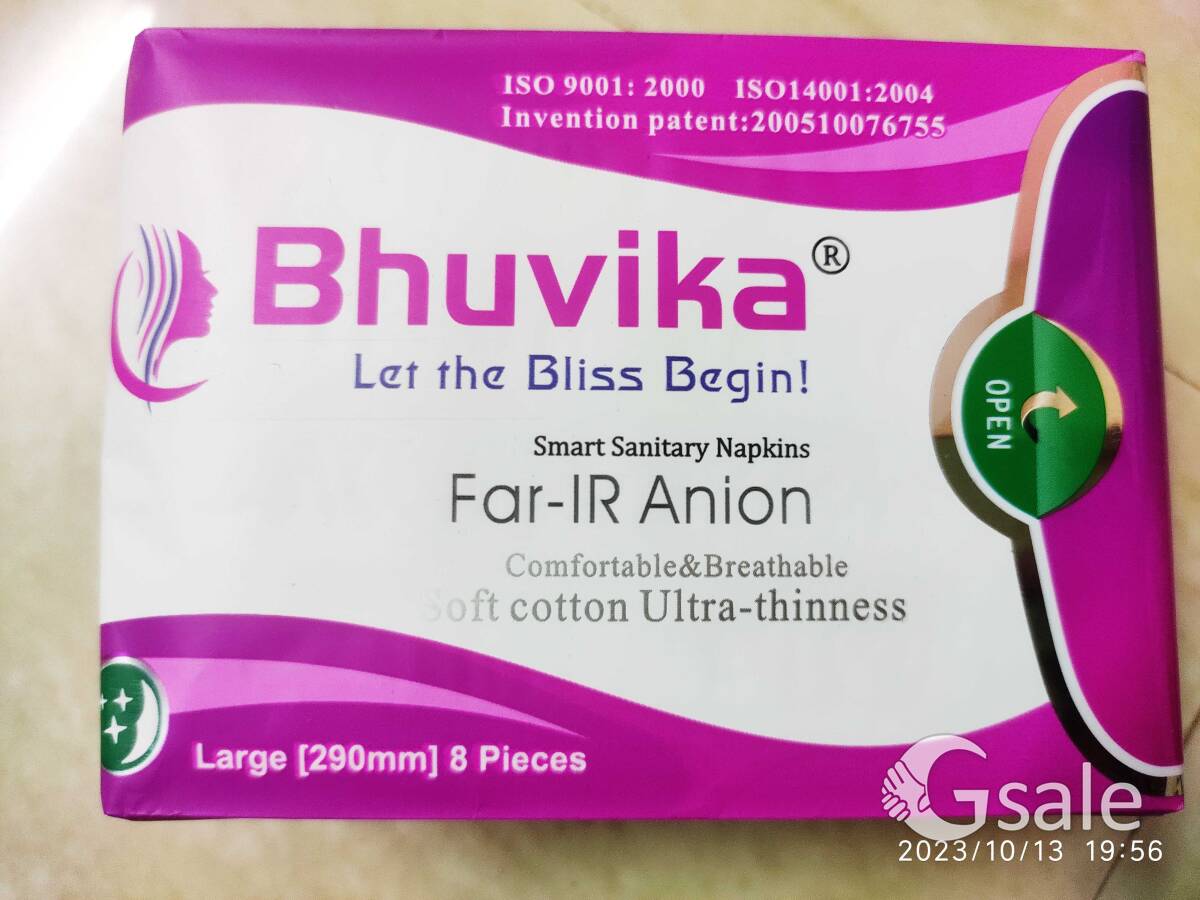 ISO 9001: 2000 ISO14001:2004
Invention patent:200510076755
Bhuvika®
Let the Bliss Begin!
Smart Sanitary Napkins
Far-IR Anion
Comfortable&Breathable
Soft cotton Ultra-thinness
OPEN
Large [290mm] 8 Pieces
Gsale
2023/10/13 19:56